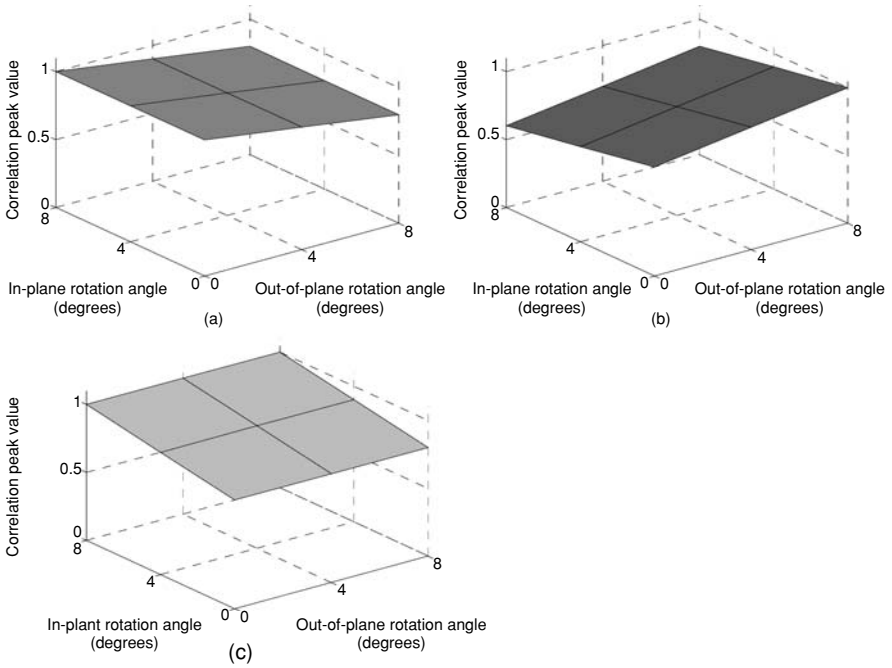 Correlation peak value
1
0.5
0
8
4
0
0
4
8
In-plane rotation angle
(degrees)
Out-of-plane rotation angle
(degrees)
(a)
Correlation peak value
1
0.5
0
8
4
0
0
4
8
In-plane rotation angle
(degrees)
Out-of-plane rotation angle
(degrees)
(b)
Correlation peak value
1
0.5
0
8
4
0
0
4
8
In-plant rotation angle
(degrees)
Out-of-plane rotation angle
(degrees)
(c)